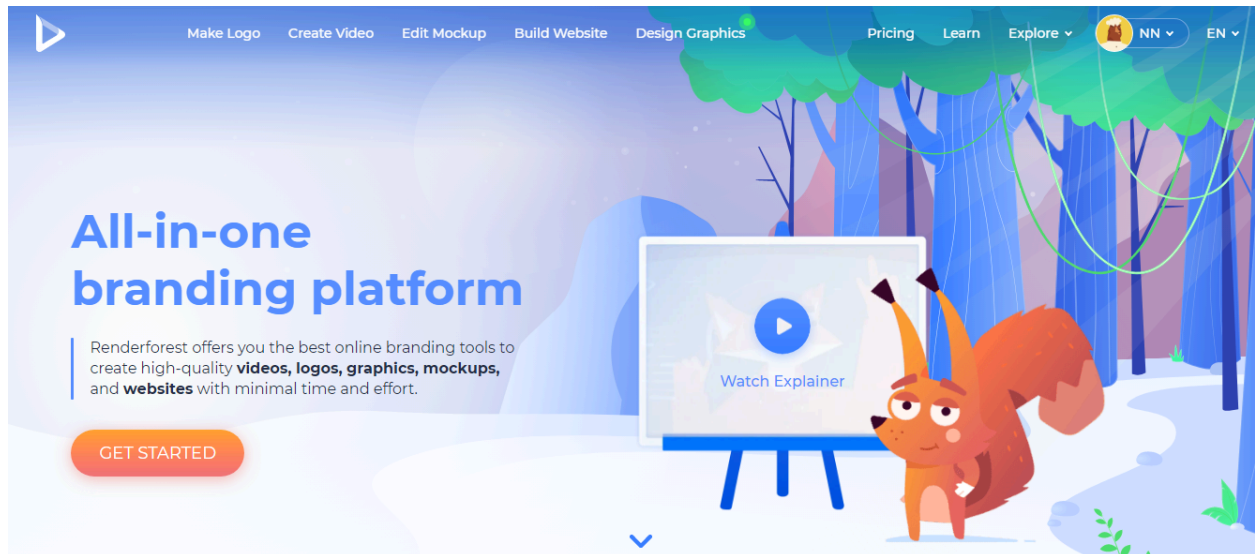 Make Logo Create Video Edit Mockup Build Website Design Graphics Pricing Learn Explore NN EN
All-in-one
branding platform
Renderforest offers you the best online branding tools to
create high-quality videos, logos, graphics, mockups,
and websites with minimal time and effort.
Watch Explainer
GET STARTED